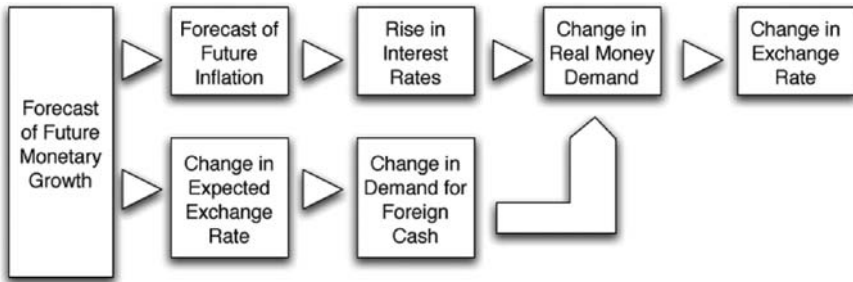 Forecast
of Future
Monetary
Growth
Forecast of
Future
Inflation
Rise in
Interest
Rates
Change in
Real Money
Demand
Change in
Exchange
Rate
Change in
Expected
Exchange
Rate
Change in
Demand for
Foreign
Cash